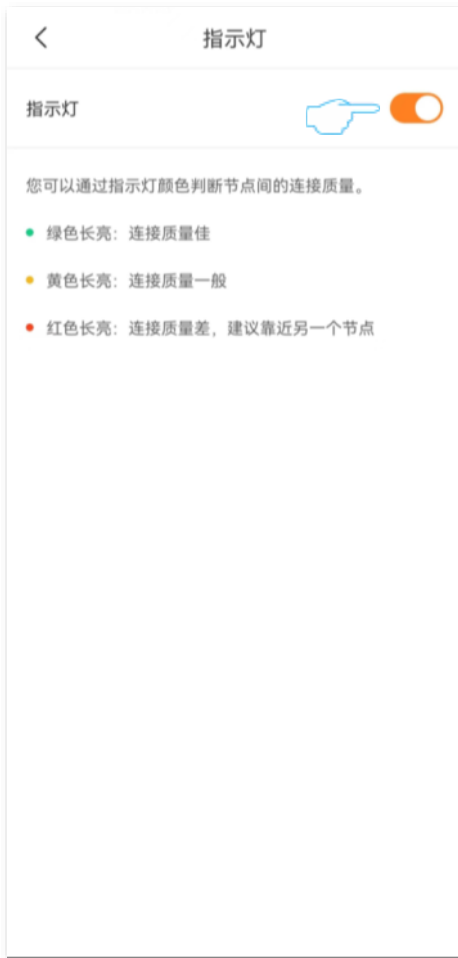 指示灯
指示灯
您可以通过指示灯颜色判断节点间的连接质量。
绿色长亮：连接质量佳
黄色长亮：连接质量一般
红色长亮：连接质量差，建议靠近另一个节点